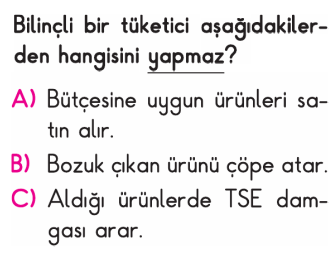 Bilinçli bir tüketici aşağıdakiler-
den hangisini yapmaz?
A) Bütçesine uygun ürünleri sa-
tın alır.
B) Bozuk çıkan ürünü çöpe atar.
C) Aldığı ürünlerde TSE dam-
gası arar.